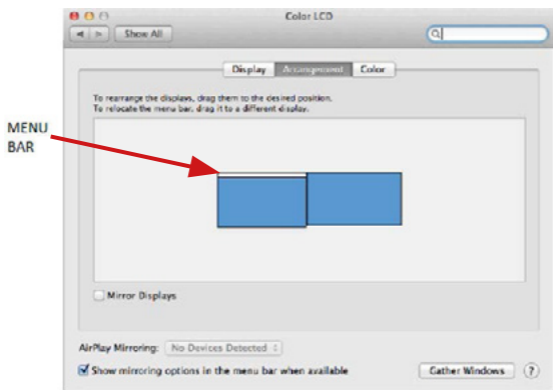 Color LCD
Show All
Display Arrangement Color
To rearrange the displays, drag them to the desired position.
To relocate the menu bar, drag it to a different display.
MENU
BAR
Mirror Displays
AirPlay Mirroring: No Devices Detected
Show mirroring options in the menu bar when available
Gather Windows ?